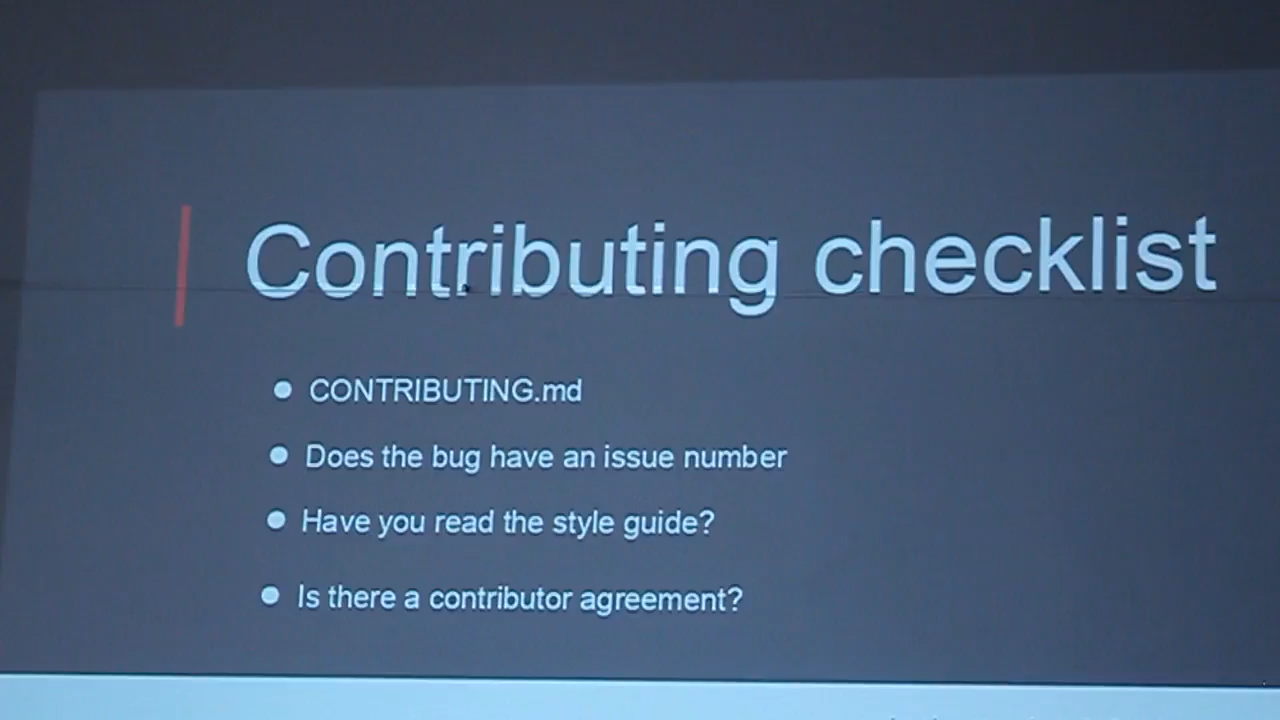 Contributing checklist
● CONTRIBUTING.md
● Does the bug have an issue number
● Have you read the style guide?
● Is there a contributor agreement?